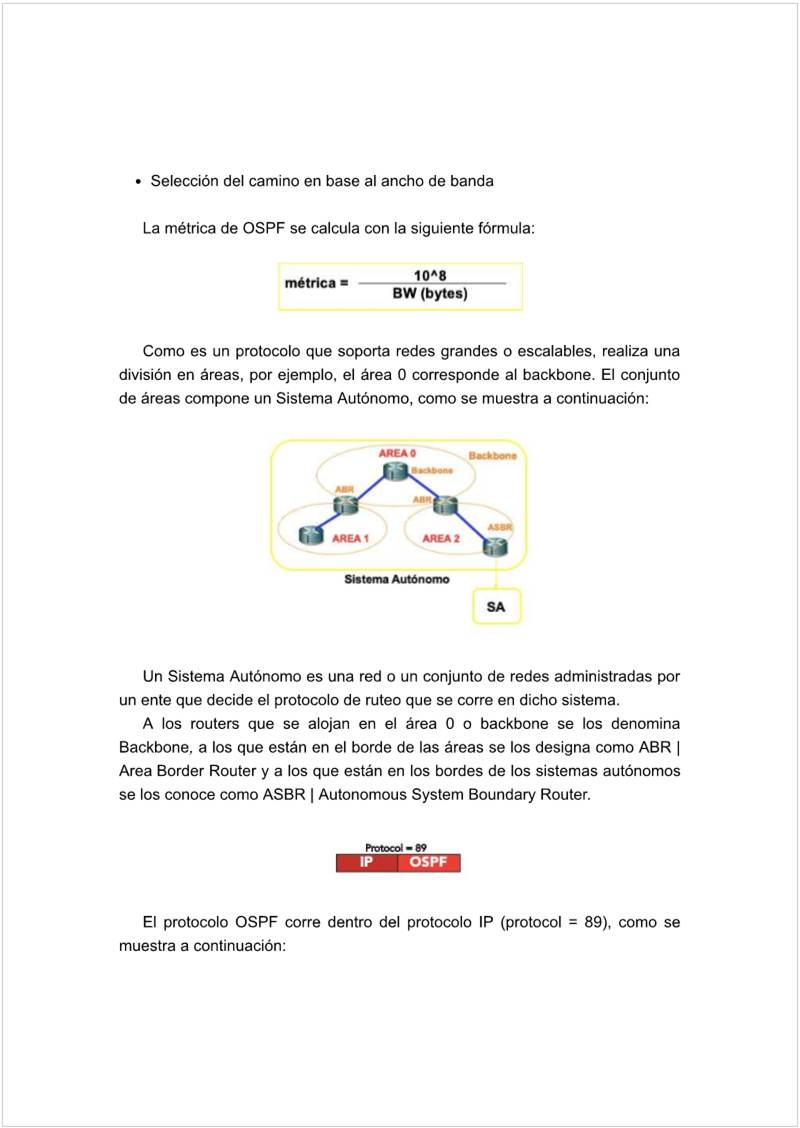 • Selección del camino en base al ancho de banda
La métrica de OSPF se calcula con la siguiente fórmula:
métrica =
10^8
BW (bytes)
Como es un protocolo que soporta redes grandes o escalables, realiza una
división en áreas, por ejemplo, el área 0 corresponde al backbone. El conjunto
de áreas compone un Sistema Autónomo, como se muestra a continuación:
AREA 0
Backbone
Backbone
ABR
ABR
ASBR
AREA 1
AREA 2
Sistema Autónomo
SA
Un Sistema Autónomo es una red o un conjunto de redes administradas por
un ente que decide el protocolo de ruteo que se corre en dicho sistema.
A los routers que se alojan en el área 0 o backbone se los denomina
Backbone, a los que están en el borde de las áreas se los designa como ABR |
Area Border Router y a los que están en los bordes de los sistemas autónomos
se los conoce como ASBR | Autonomous System Boundary Router.
Protocol = 89
IP OSPF
El protocolo OSPF corre dentro del protocolo IP (protocol = 89), como se
muestra a continuación: